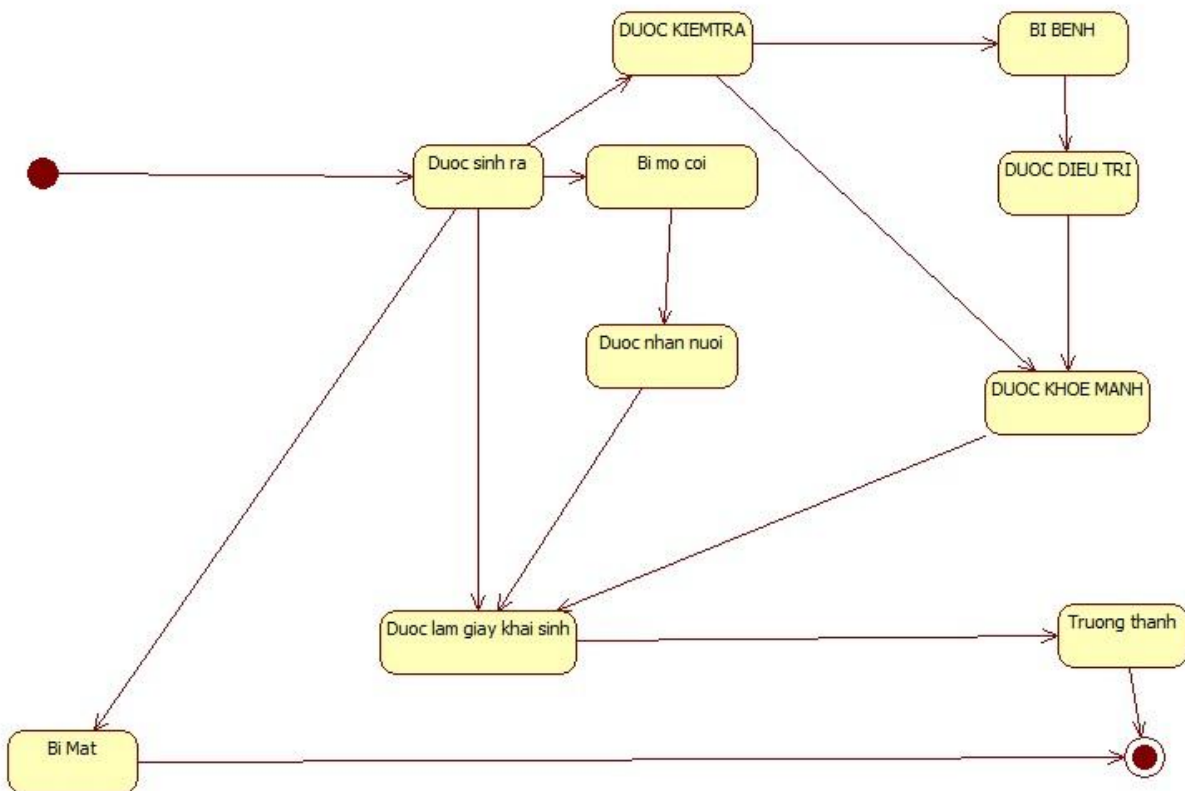 DUOC KIEMTRA
BI BENH
Duoc sinh ra
Bi mo coi
DUOC DIEU TRI
Duoc nhan nuoi
DUOC KHOE MANH
Duoc lam giay khai sinh
Truong thanh
Bi Mat